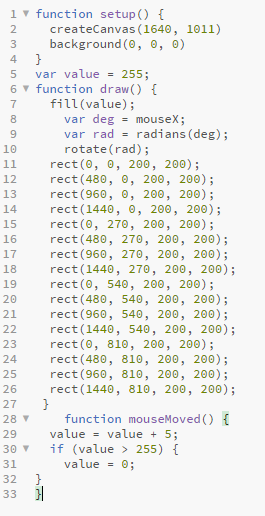 1 function setup() {
2 createCanvas(1640, 1011)
3 background(0, 0, 0)
4 }
5 var value = 255;
6 function draw() {
7 fill(value);
8 var deg = mouseX;
9 var rad = radians(deg);
10 rotate(rad);
11 rect(0, 0, 200, 200);
12 rect(480, 0, 200, 200);
13 rect(960, 0, 200, 200);
14 rect(1440, 0, 200, 200);
15 rect(0, 270, 200, 200);
16 rect(480, 270, 200, 200);
17 rect(960, 270, 200, 200);
18 rect(1440, 270, 200, 200);
19 rect(0, 540, 200, 200);
20 rect(480, 540, 200, 200);
21 rect(960, 540, 200, 200);
22 rect(1440, 540, 200, 200);
23 rect(0, 810, 200, 200);
24 rect(480, 810, 200, 200);
25 rect(960, 810, 200, 200);
26 rect(1440, 810, 200, 200);
27 }
28 function mouseMoved() {
29 value = value + 5;
30 if (value > 255) {
31 value = 0;
32 }
33 }